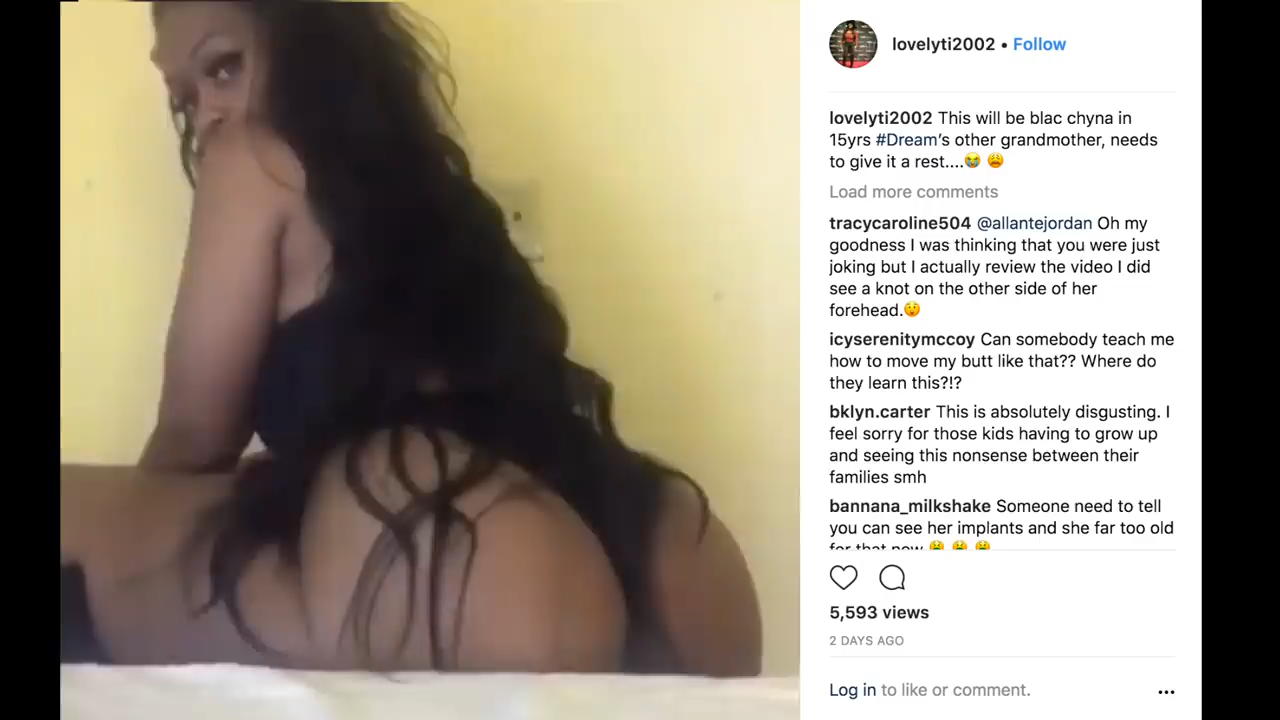 lovelyti2002 • Follow
lovelyti2002 This will be blac chyna in
15yrs #Dream's other grandmother, needs
to give it a rest....😭 😩
Load more comments
tracycaroline504 @allantejordan Oh my
goodness I was thinking that you were just
joking but I actually review the video I did
see a knot on the other side of her
forehead.😲
icyserenitymccoy Can somebody teach me
how to move my butt like that?? Where do
they learn this?!?
bklyn.carter This is absolutely disgusting. I
feel sorry for those kids having to grow up
and seeing this nonsense between their
families smh
bannana_milkshake Someone need to tell
you can see her implants and she far too old
for that now 🤮 🤮 🤮
5,593 views
2 DAYS AGO
Log in to like or comment.